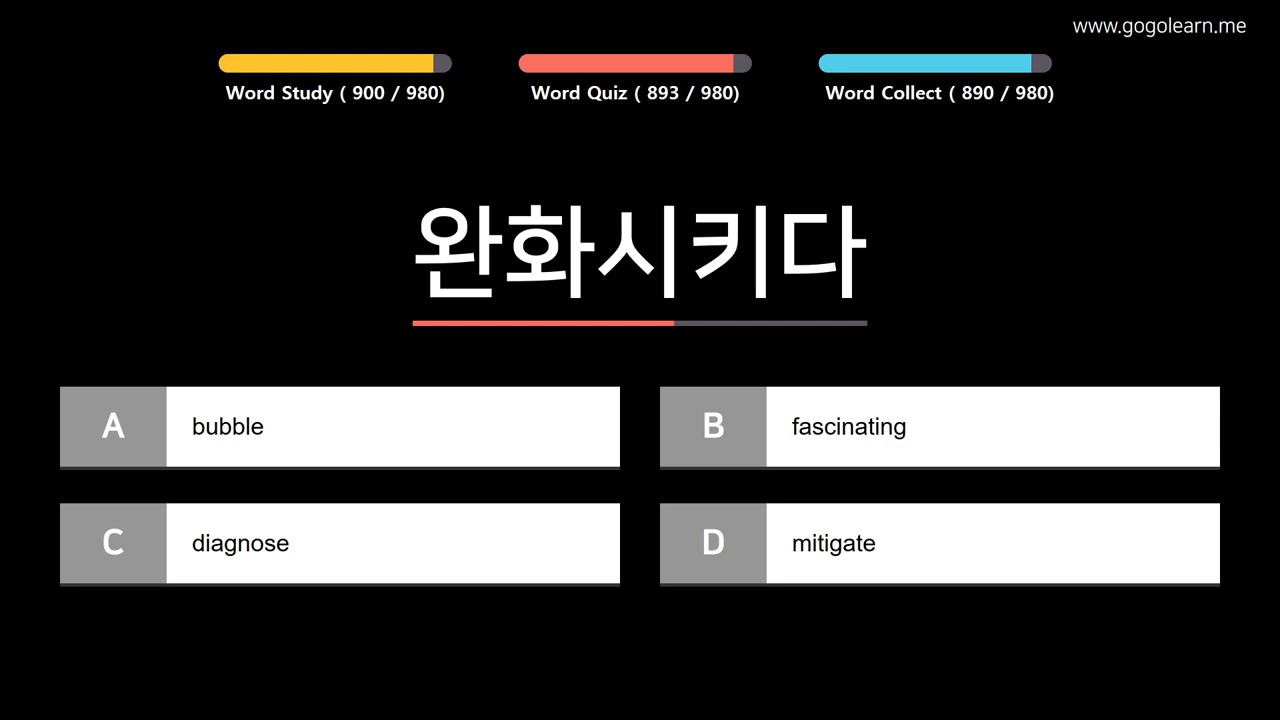 www.gogolearn.me
Word Study ( 900 / 980)
Word Quiz ( 893 / 980)
Word Collect ( 890 / 980)
완화시키다
A bubble
B fascinating
C diagnose
D mitigate